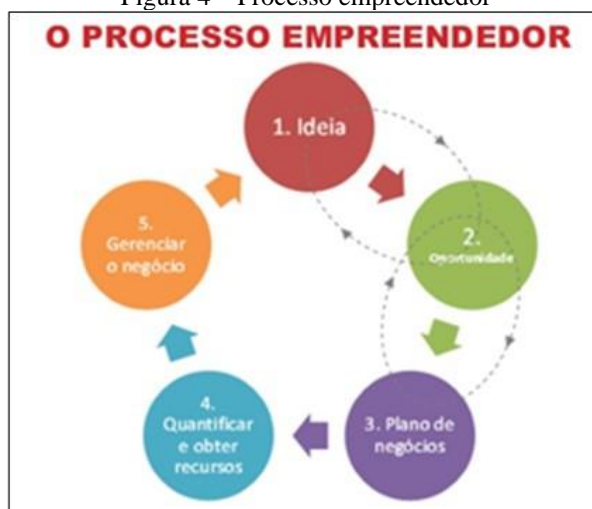 Figura 4 – Processo empreendedor
O PROCESSO EMPREENDEDOR
1. Ideia
2.
Oportunidade
3. Plano de
negócios
4.
Quantificar
e obter
recursos
5.
Gerenciar
o negócio